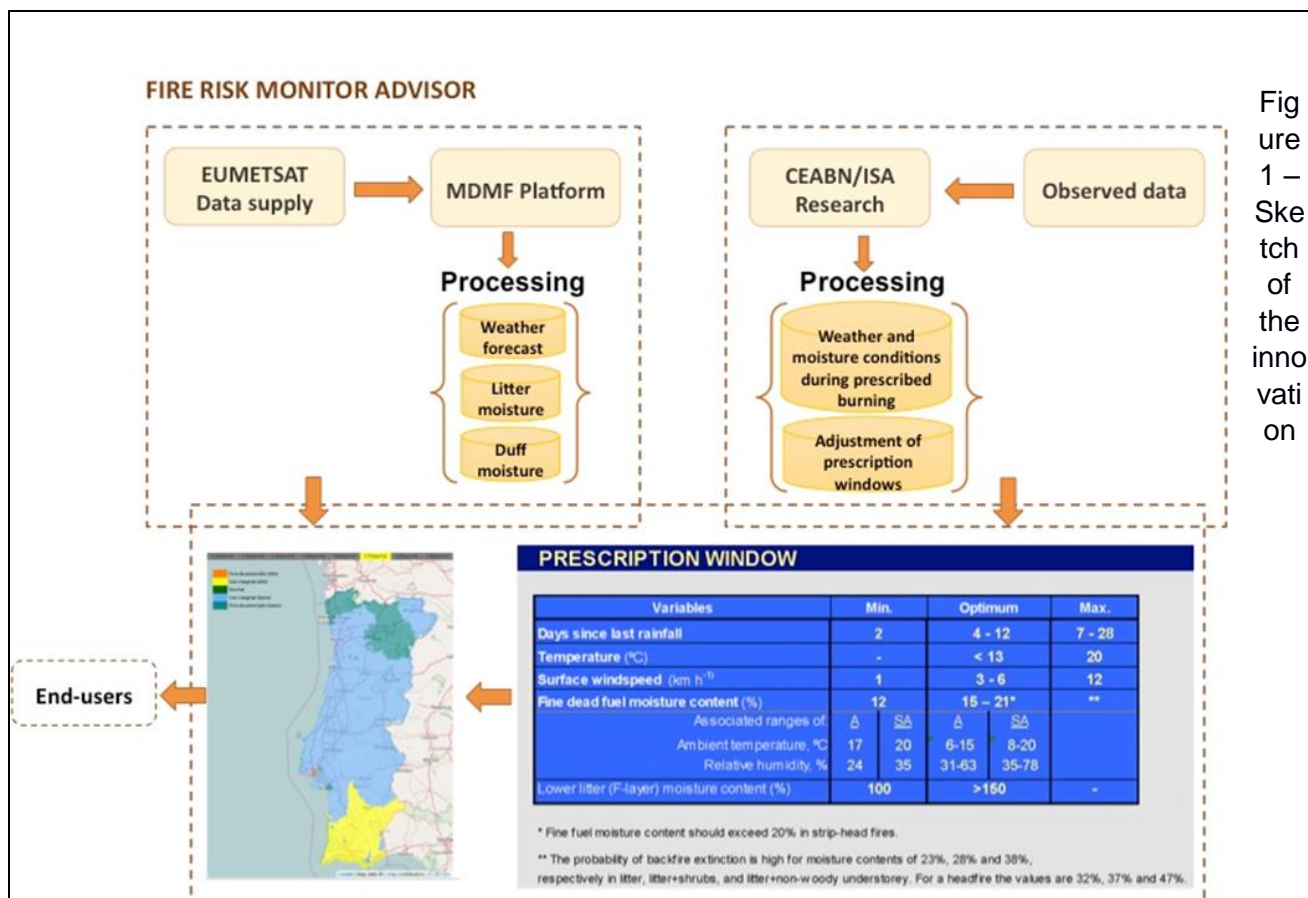 FIRE RISK MONITOR ADVISOR
EUMETSAT
Data supply
MDMF Platform
Processing
Weather
forecast
Litter
moisture
Duff
moisture
CEABN/ISA
Research
Observed data
Processing
Weather and
moisture conditions
during prescribed
burning
Adjustment of
prescription
windows
Fig
ure
1 –
Ske
tch
of
the
inno
vati
on
End-users
PRESCRIPTION WINDOW
Variables Min. Optimum Max.
Days since last rainfall 2 4 - 12 7 - 28
Temperature (ºC) - < 13 20
Surface windspeed (km h-1) 1 3 - 6 12
Fine dead fuel moisture content (%) 12 15 – 21* **
Associated ranges of: A SA A SA
Ambient temperature, ºC 17 20 6-15 8-20
Relative humidity, % 24 35 31-63 35-78
Lower litter (F-layer) moisture content (%) 100 >150 -
* Fine fuel moisture content should exceed 20% in strip-head fires.
** The probability of backfire extinction is high for moisture contents of 23%, 28% and 38%,
respectively in litter, litter+shrubs, and litter+non-woody understorey. For a headfire the values are 32%, 37% and 47%.